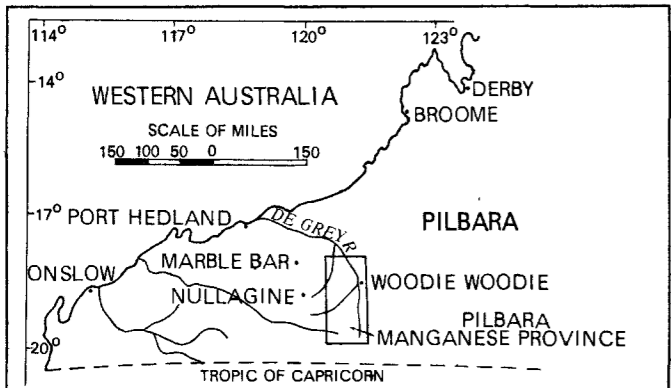 114° 117° 120° 123°
14°
DERBY
WESTERN AUSTRALIA
BROOME
SCALE OF MILES
150 100 50 0 150
17°
PORT HEDLAND
DE GREY R
PILBARA
MARBLE BAR
ONSLOW
WOODIE WOODIE
NULLAGINE
PILBARA
MANGANESE PROVINCE
20°
TROPIC OF CAPRICORN